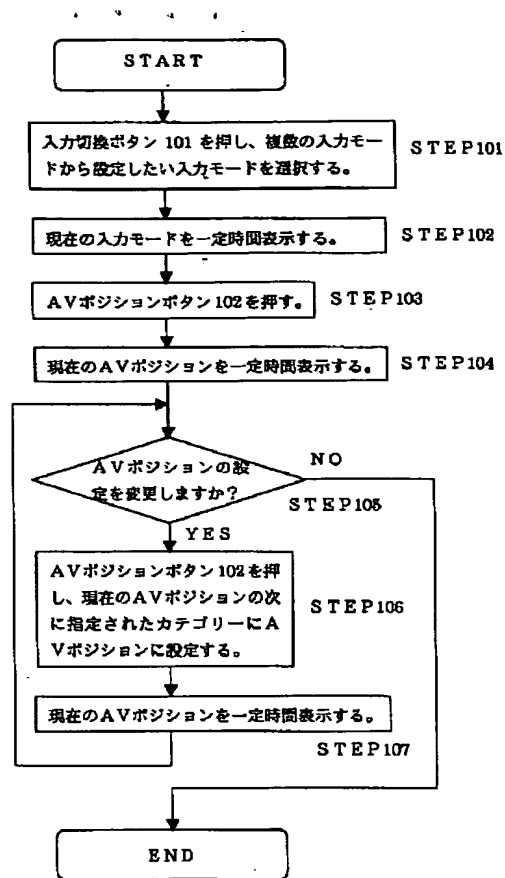 START
入力切換ボタン 101 を押し、複数の入力モー
ドから設定したい入力モードを選択する。
STEP101
現在の入力モードを一定時間表示する。
STEP102
AVポジションボタン102を押す。
STEP103
現在のAVポジションを一定時間表示する。
STEP104
AVポジションの設
定を変更しますか？
NO
STEP105
YES
AVポジションボタン102を押
し、現在のAVポジションの次
に指定されたカテゴリーにA
Vポジションに設定する。
STEP106
現在のAVポジションを一定時間表示する。
STEP107
END